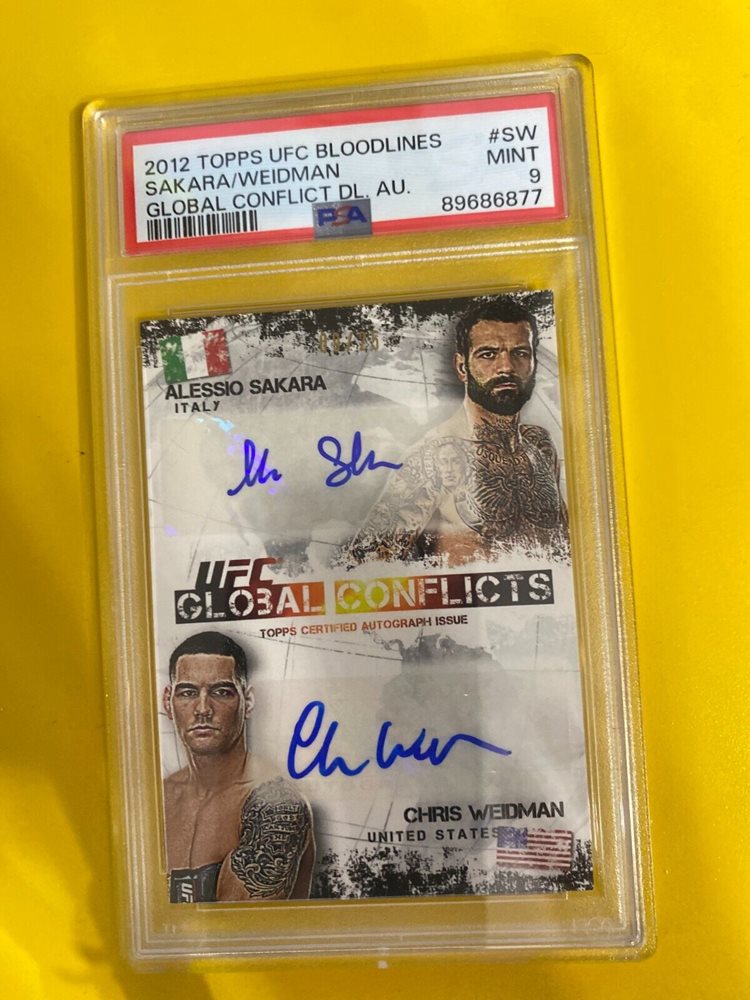 2012 TOPPS UFC BLOODLINES #SW
SAKARA/WEIDMAN MINT
GLOBAL CONFLICT DL. AU. 9
PSA 89686877
ALESSIO SAKARA
ITALY
UFC
GLOBAL CONFLICTS
TOPPS CERTIFIED AUTOGRAPH ISSUE
CHRIS WEIDMAN
UNITED STATES